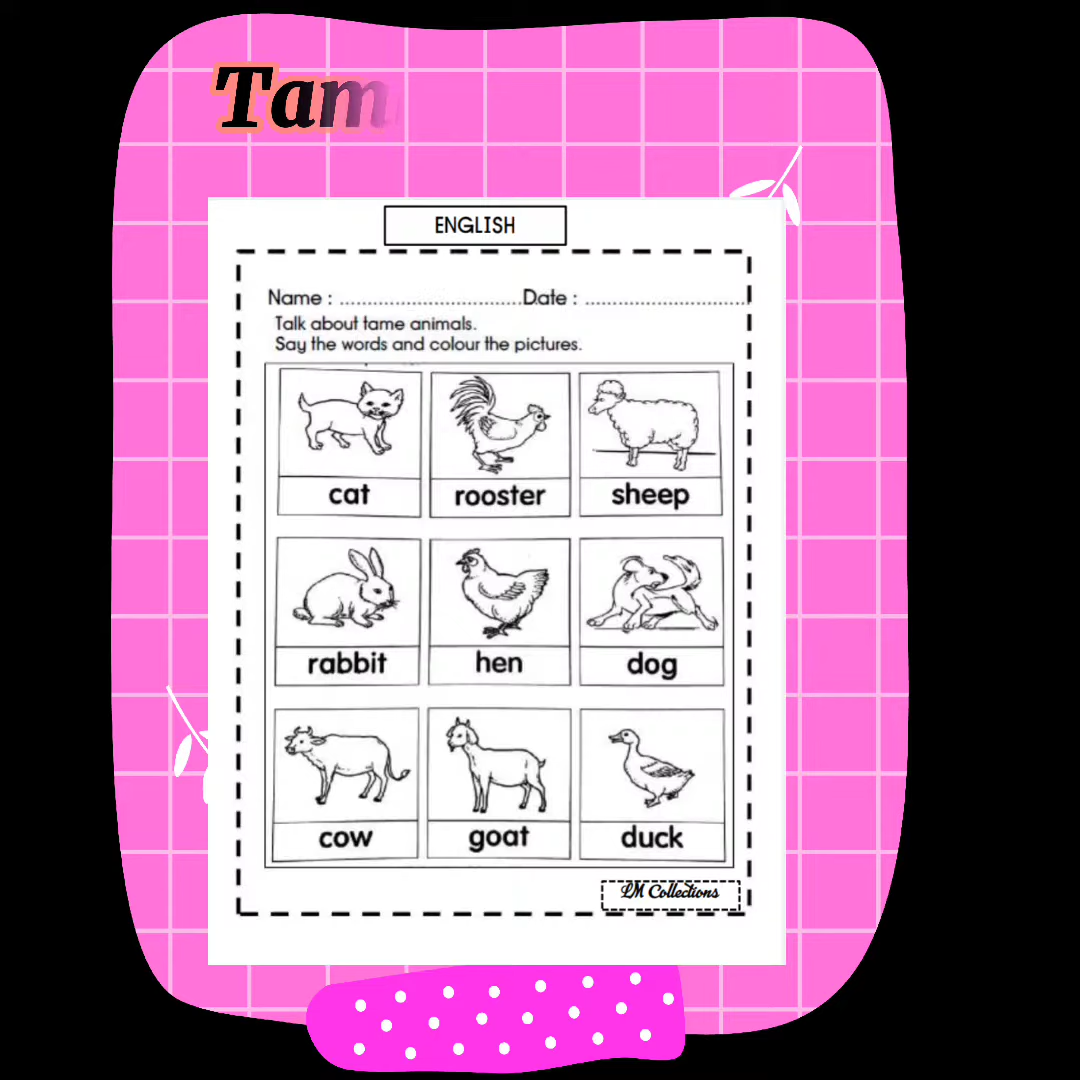 Tam
ENGLISH
Name : ................................Date : ..............................
Talk about tame animals.
Say the words and colour the pictures.
cat rooster sheep
rabbit hen dog
cow goat duck
LM Collections